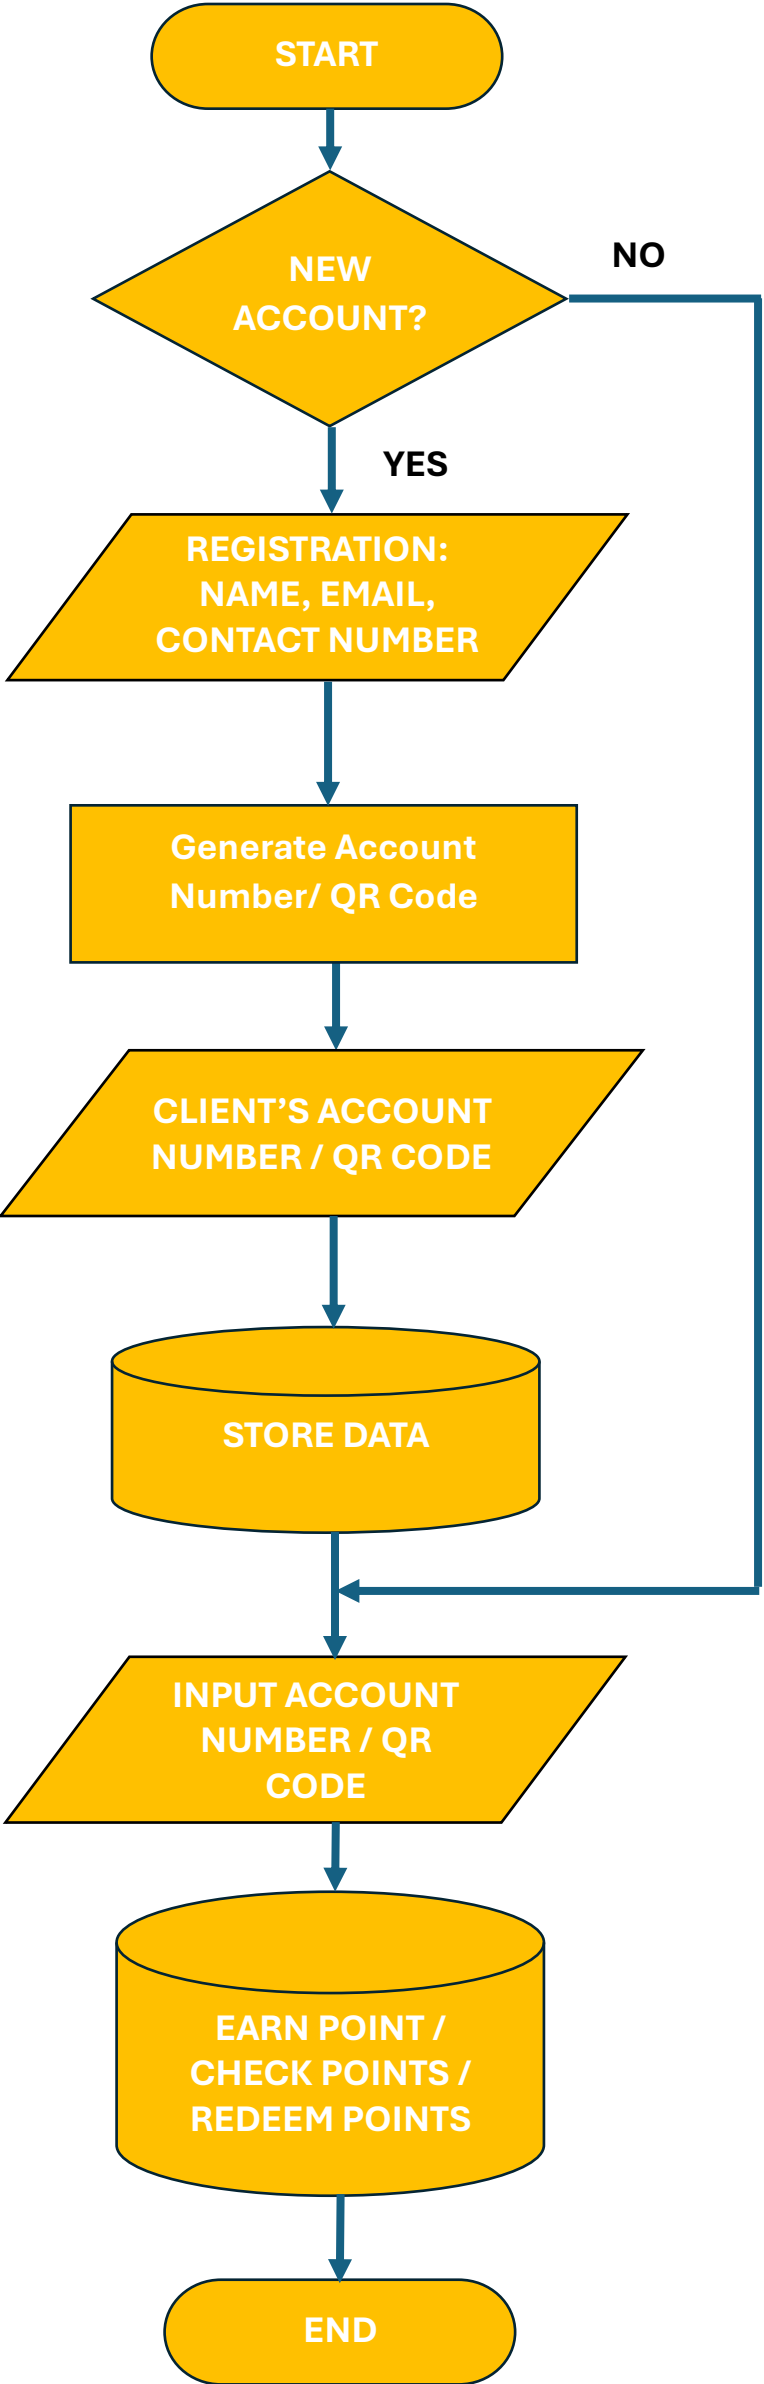 START
NEW
ACCOUNT?
NO
YES
REGISTRATION:
NAME, EMAIL,
CONTACT NUMBER
Generate Account
Number/ QR Code
CLIENT’S ACCOUNT
NUMBER / QR CODE
STORE DATA
INPUT ACCOUNT
NUMBER / QR
CODE
EARN POINT /
CHECK POINTS /
REDEEM POINTS
END